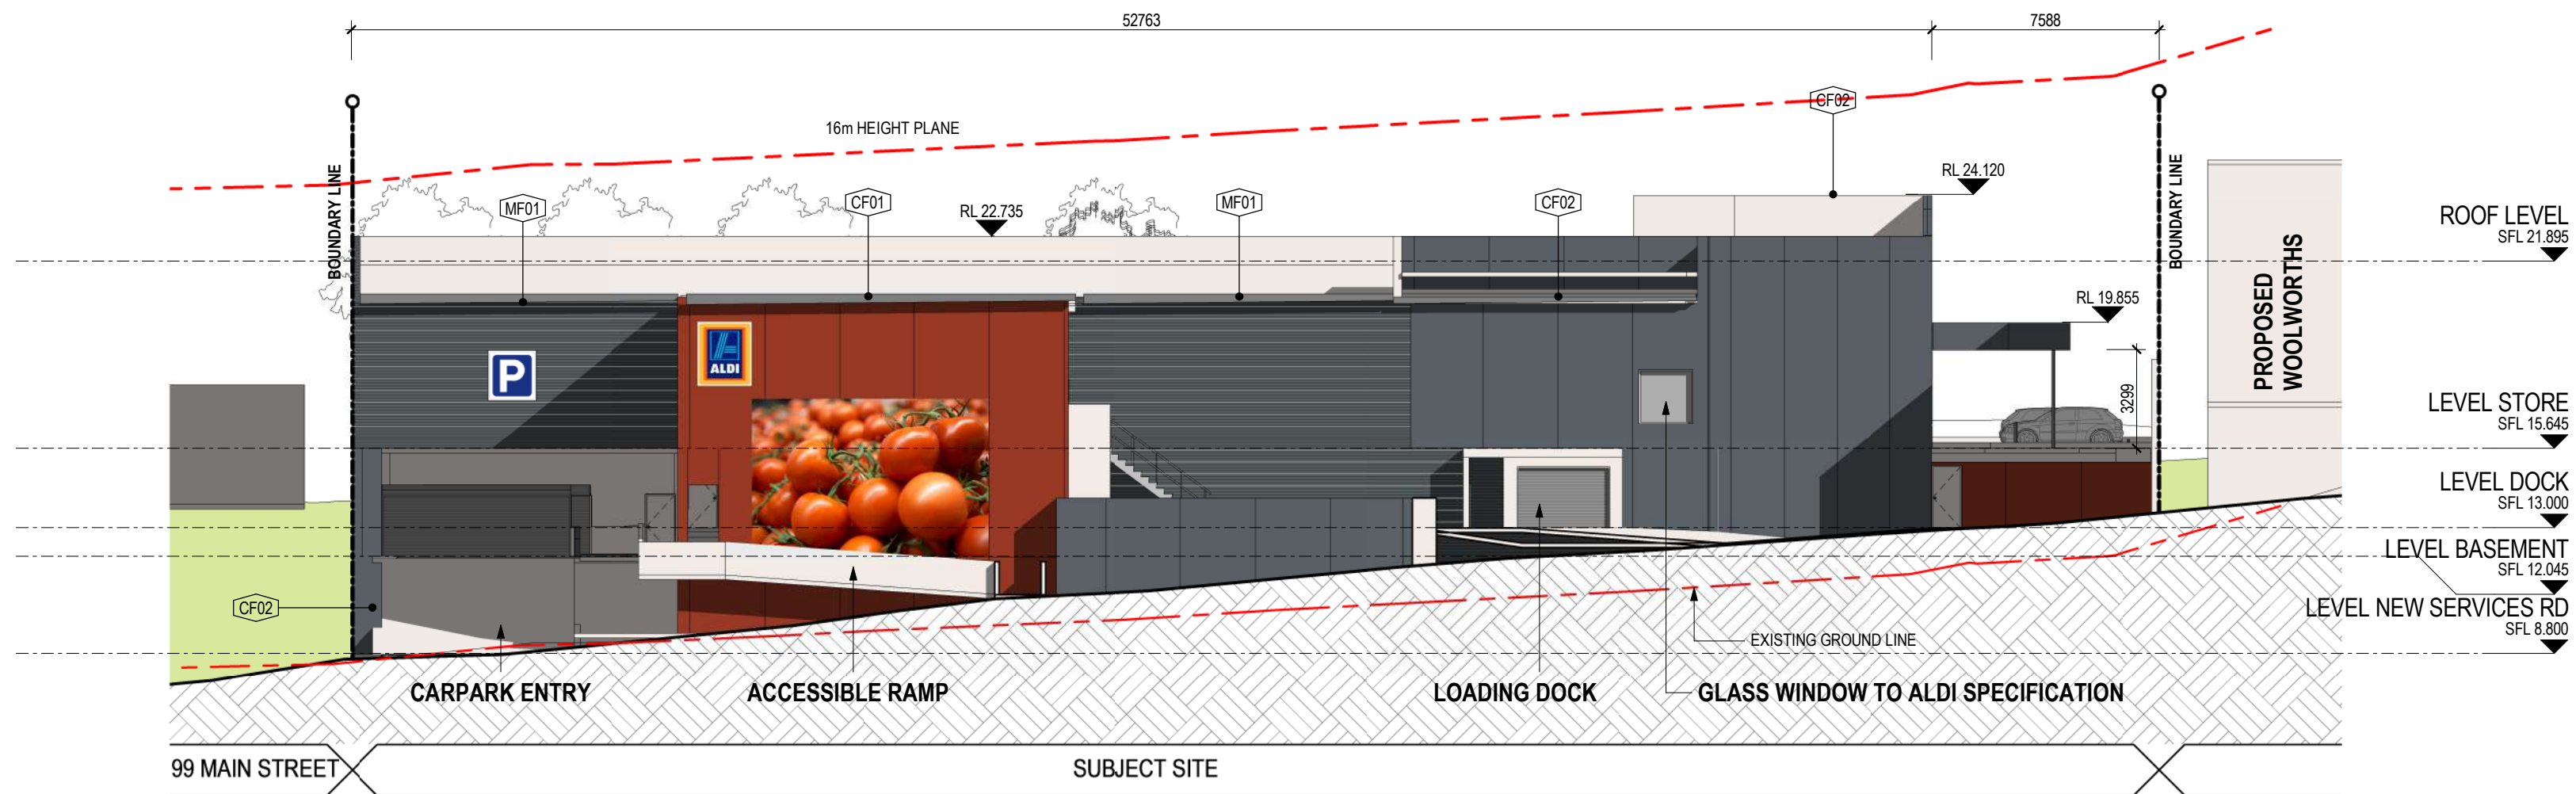 52763
7588
CF02
16m HEIGHT PLANE
BOUNDARY LINE
BOUNDARY LINE
RL 24.120
MF01
CF01
RL 22.735
MF01
CF02
ROOF LEVEL
SFL 21.895
PROPOSED
WOOLWORTHS
RL 19.855
P
ALDI
3299
LEVEL STORE
SFL 15.645
LEVEL DOCK
SFL 13.000
LEVEL BASEMENT
SFL 12.045
CF02
LEVEL NEW SERVICES RD
SFL 8.800
EXISTING GROUND LINE
CARPARK ENTRY
ACCESSIBLE RAMP
LOADING DOCK
GLASS WINDOW TO ALDI SPECIFICATION
99 MAIN STREET
SUBJECT SITE